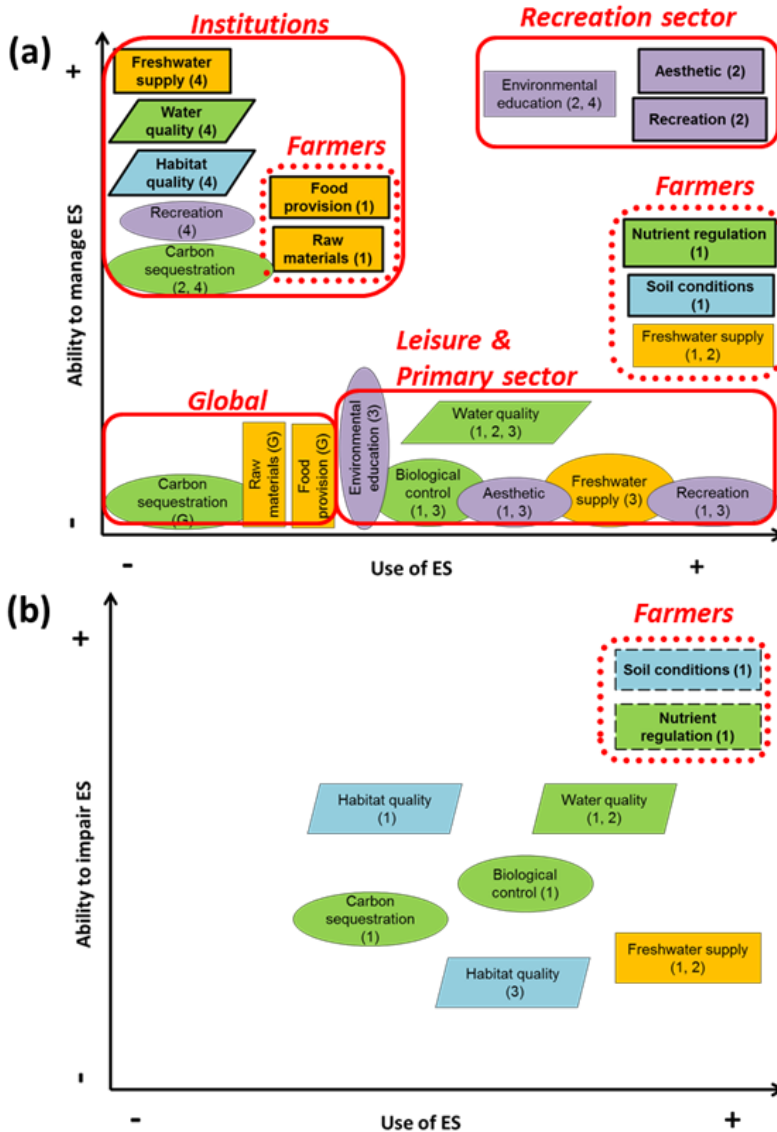 (a)
Institutions
Recreation sector
+
Freshwater
supply (4)
Water
quality (4)
Habitat
quality (4)
Recreation
(4)
Carbon
sequestration
(2, 4)
Farmers
Food
provision (1)
Raw
materials (1)
Environmental
education (2, 4)
Aesthetic (2)
Recreation (2)
Farmers
Nutrient regulation
(1)
Soil conditions
(1)
Freshwater supply
(1, 2)
Ability to manage ES
Leisure &
Primary sector
Global
Carbon
sequestration
(G)
Raw
materials (G)
Food
provision (G)
Environmental
education (3)
Water quality
(1, 2, 3)
Biological
control
(1, 3)
Aesthetic
(1, 3)
Freshwater
supply (3)
Recreation
(1, 3)
-
-
Use of ES
+
(b)
+
Farmers
Soil conditions (1)
Nutrient
regulation (1)
Ability to impair ES
Habitat quality
(1)
Water quality
(1, 2)
Biological
control (1)
Carbon
sequestration
(1)
Freshwater supply
(1, 2)
Habitat quality
(3)
-
-
Use of ES
+